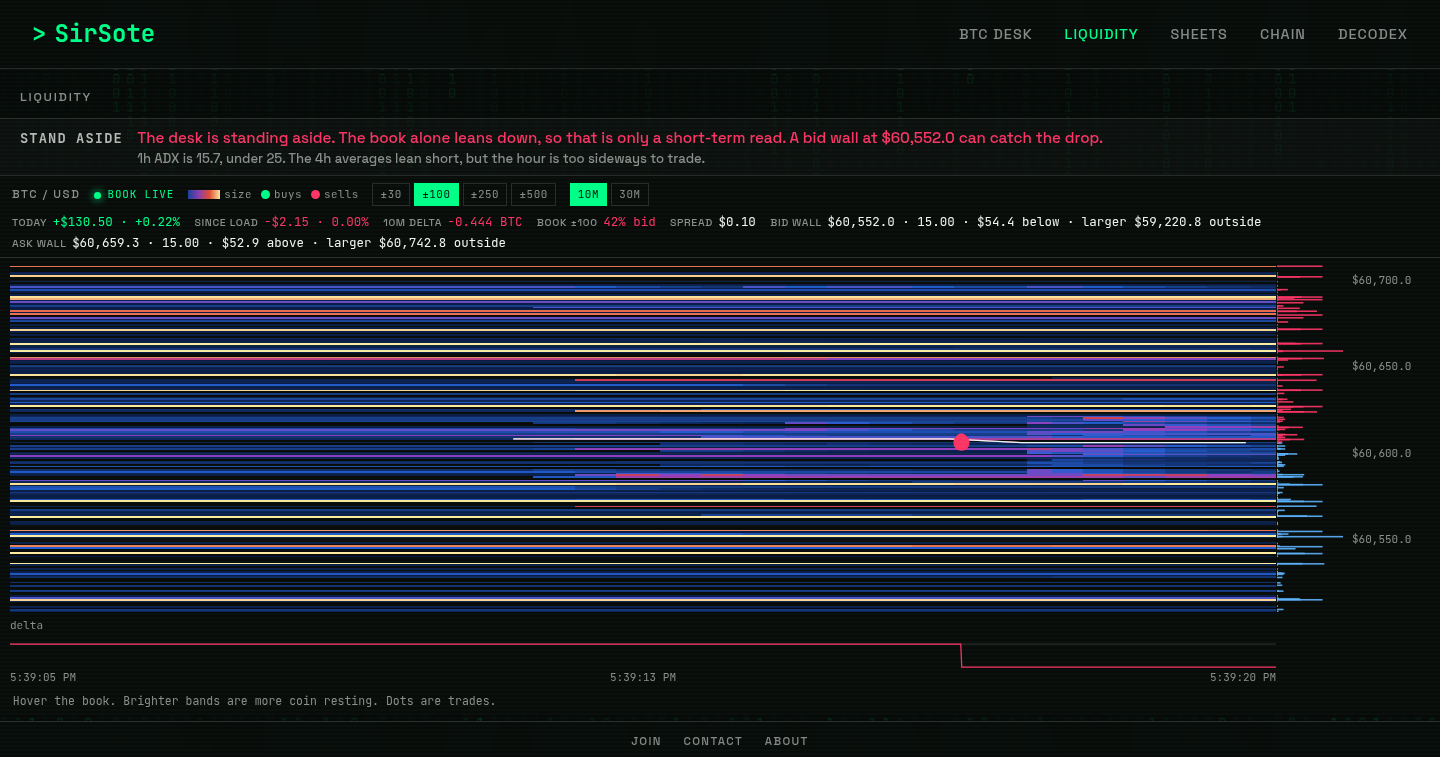 > SirSote
BTC DESK LIQUIDITY SHEETS CHAIN DECODEX
LIQUIDITY
STAND ASIDE The desk is standing aside. The book alone leans down, so that is only a short-term read. A bid wall at $60,552.0 can catch the drop.
1h ADX is 15.7, under 25. The 4h averages lean short, but the hour is too sideways to trade.
BTC / USD BOOK LIVE size buys sells ±30 ±100 ±250 ±500 10M 30M
TODAY +$130.50 · +0.22% SINCE LOAD -$2.15 · 0.00% 10M DELTA -0.444 BTC BOOK ±100 42% bid SPREAD $0.10 BID WALL $60,552.0 · 15.00 · $54.4 below · larger $59,220.8 outside
ASK WALL $60,659.3 · 15.00 · $52.9 above · larger $60,742.8 outside
$60,700.0
$60,650.0
$60,600.0
$60,550.0
delta
5:39:05 PM 5:39:13 PM 5:39:20 PM
Hover the book. Brighter bands are more coin resting. Dots are trades.
JOIN CONTACT ABOUT